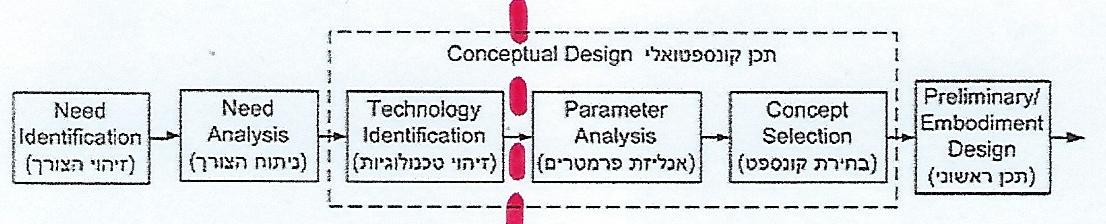 Conceptual Design תכן קונספטואלי
Need
Identification
(זיהוי הצורך)
Need
Analysis
(ניתוח הצורך)
Technology
Identification
(זיהוי טכנולוגיות)
Parameter
Analysis
(אנליזת פרמטרים)
Concept
Selection
(בחירת קונספט)
Preliminary/
Embodiment
Design
(תכן ראשוני)